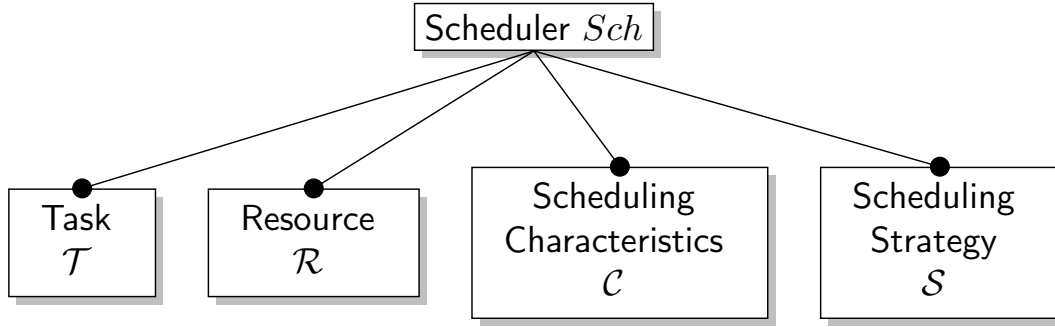 Scheduler Sch
Task
𝒯
Resource
ℛ
Scheduling
Characteristics
𝒞
Scheduling
Strategy
𝒮